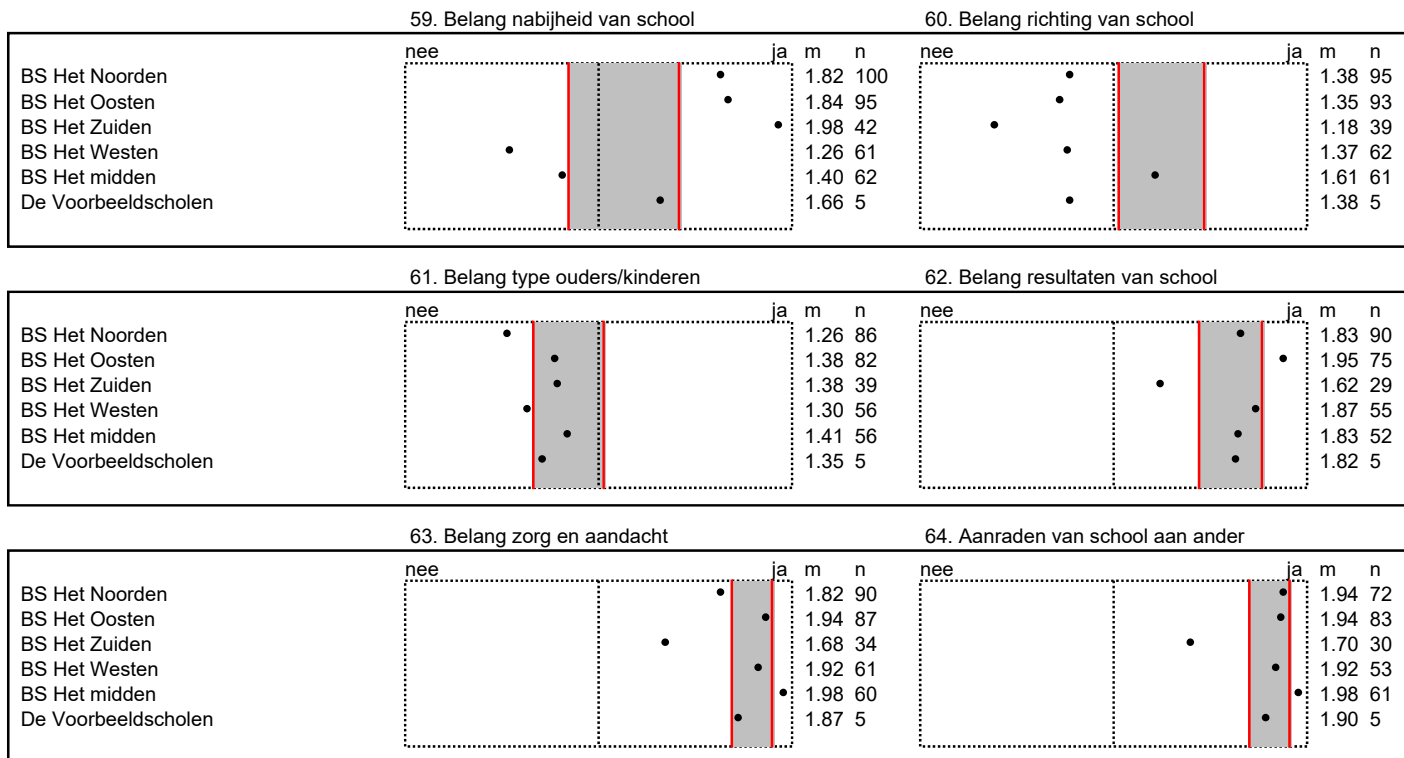 59. Belang nabijheid van school 60. Belang richting van school
nee ja m n nee ja m n
BS Het Noorden 1.82 100 1.38 95
BS Het Oosten 1.84 95 1.35 93
BS Het Zuiden 1.98 42 1.18 39
BS Het Westen 1.26 61 1.37 62
BS Het midden 1.40 62 1.61 61
De Voorbeeldscholen 1.66 5 1.38 5
61. Belang type ouders/kinderen 62. Belang resultaten van school
nee ja m n nee ja m n
BS Het Noorden 1.26 86 1.83 90
BS Het Oosten 1.38 82 1.95 75
BS Het Zuiden 1.38 39 1.62 29
BS Het Westen 1.30 56 1.87 55
BS Het midden 1.41 56 1.83 52
De Voorbeeldscholen 1.35 5 1.82 5
63. Belang zorg en aandacht 64. Aanraden van school aan ander
nee ja m n nee ja m n
BS Het Noorden 1.82 90 1.94 72
BS Het Oosten 1.94 87 1.94 83
BS Het Zuiden 1.68 34 1.70 30
BS Het Westen 1.92 61 1.92 53
BS Het midden 1.98 60 1.98 61
De Voorbeeldscholen 1.87 5 1.90 5